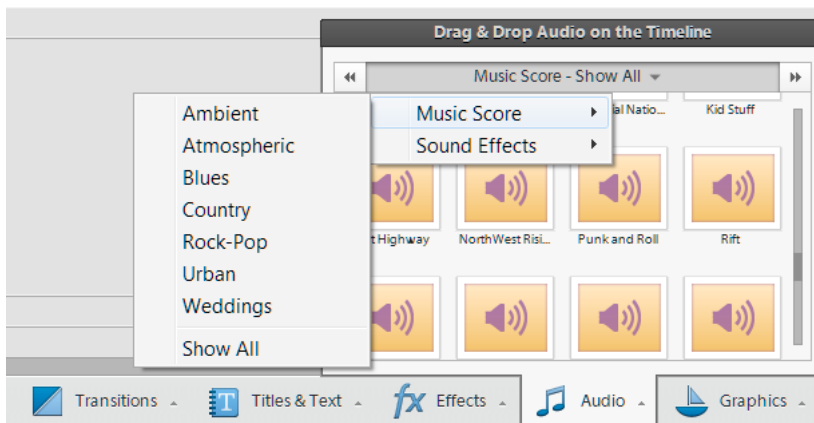 Drag & Drop Audio on the Timeline
Music Score - Show All
Ambient
Atmospheric
Blues
Country
Rock-Pop
Urban
Weddings
Show All
Music Score
Sound Effects
Natio...
Kid Stuff
Highway
NorthWest Risi...
Punk and Roll
Rift
Transitions
Titles & Text
Effects
Audio
Graphics